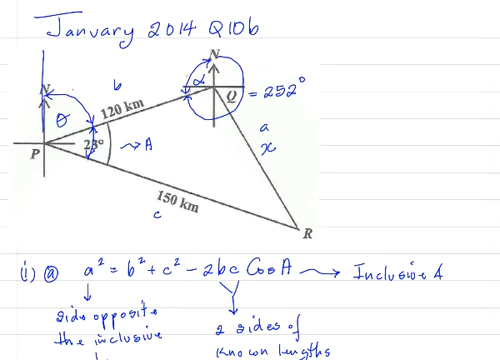 January 2014 Q10b
N
N
b
α
120 km
Q = 252°
θ
a
x
P
23° → A
150 km
c
R
(i) (a) a² = b² + c² - 2bc Cos A → Inclusive A
side opposite
the inclusive
2 sides of
known lengths